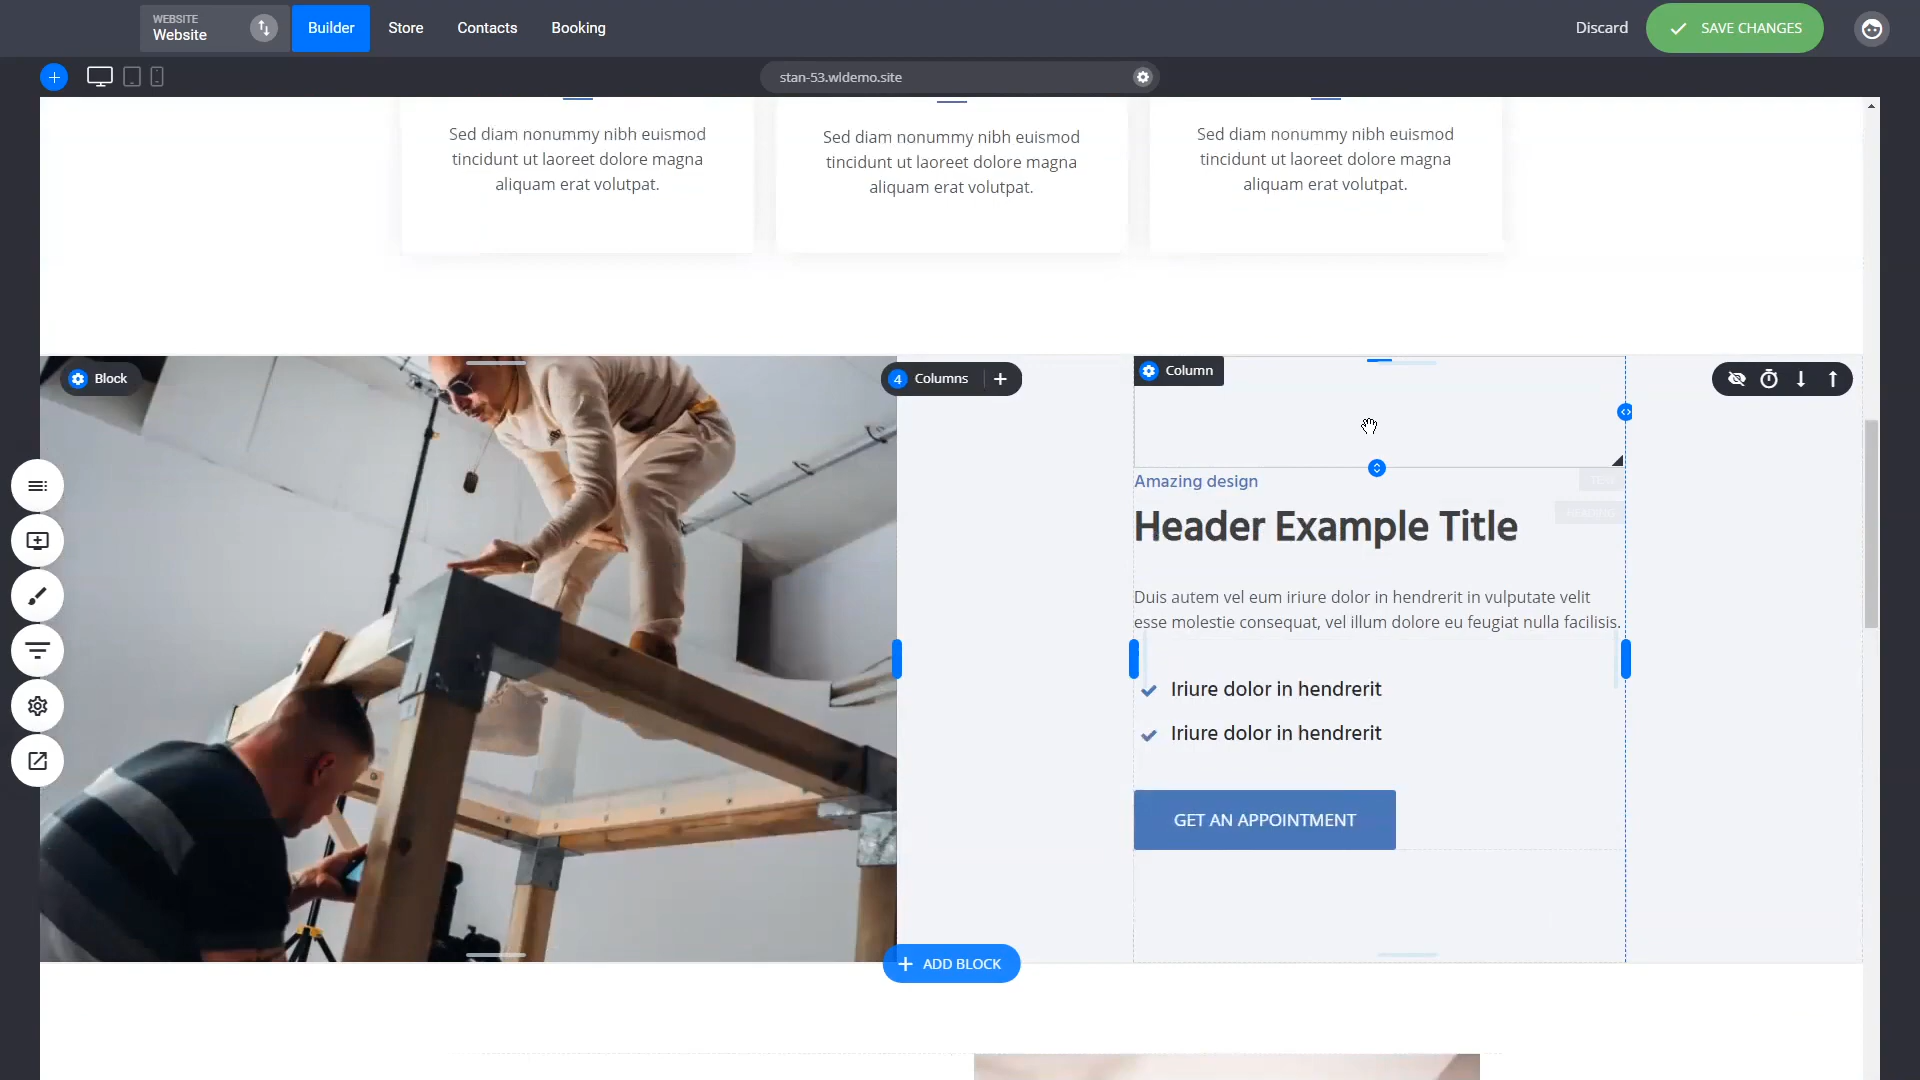 WEBSITE
Website
Builder
Store
Contacts
Booking
Discard
SAVE CHANGES
stan-53.wldemo.site
Sed diam nonummy nibh euismod
tincidunt ut laoreet dolore magna
aliquam erat volutpat.
Sed diam nonummy nibh euismod
tincidunt ut laoreet dolore magna
aliquam erat volutpat.
Sed diam nonummy nibh euismod
tincidunt ut laoreet dolore magna
aliquam erat volutpat.
Block
4 Columns
Column
Amazing design
TEXT
HEADING
Header Example Title
Duis autem vel eum iriure dolor in hendrerit in vulputate velit
esse molestie consequat, vel illum dolore eu feugiat nulla facilisis.
Iriure dolor in hendrerit
Iriure dolor in hendrerit
GET AN APPOINTMENT
ADD BLOCK